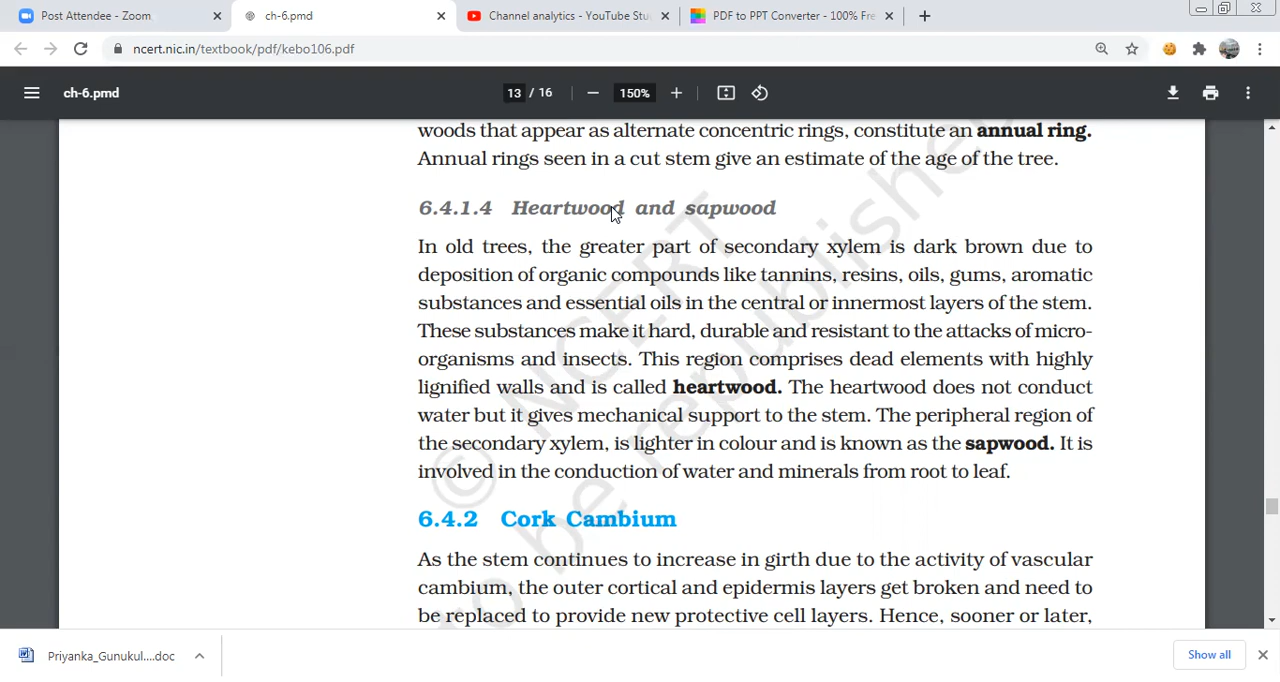 Post Attendee - Zoom
ch-6.pmd
Channel analytics - YouTube Stu
PDF to PPT Converter - 100% Fre
ncert.nic.in/textbook/pdf/kebo106.pdf
ch-6.pmd
13 / 16
150%
woods that appear as alternate concentric rings, constitute an annual ring.
Annual rings seen in a cut stem give an estimate of the age of the tree.
6.4.1.4 Heartwood and sapwood
In old trees, the greater part of secondary xylem is dark brown due to
deposition of organic compounds like tannins, resins, oils, gums, aromatic
substances and essential oils in the central or innermost layers of the stem.
These substances make it hard, durable and resistant to the attacks of micro-
organisms and insects. This region comprises dead elements with highly
lignified walls and is called heartwood. The heartwood does not conduct
water but it gives mechanical support to the stem. The peripheral region of
the secondary xylem, is lighter in colour and is known as the sapwood. It is
involved in the conduction of water and minerals from root to leaf.
6.4.2 Cork Cambium
As the stem continues to increase in girth due to the activity of vascular
cambium, the outer cortical and epidermis layers get broken and need to
be replaced to provide new protective cell layers. Hence, sooner or later,
© NCERT
to be republished
Priyanka_Gunukul....doc
Show all